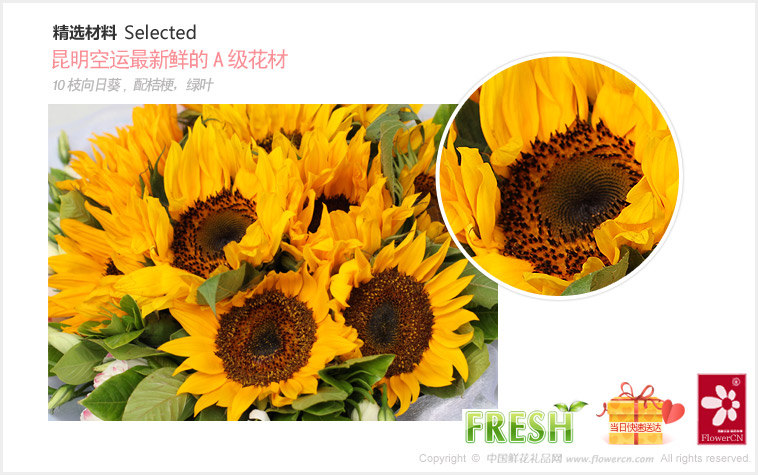 精选材料 Selected
昆明空运最新鲜的 A 级花材
10 枝向日葵，配桔梗，绿叶
FRESH
当日快速送达
FlowerCN
Copyright © 中国鲜花礼品网 www.flowercn.com All rights reserved.